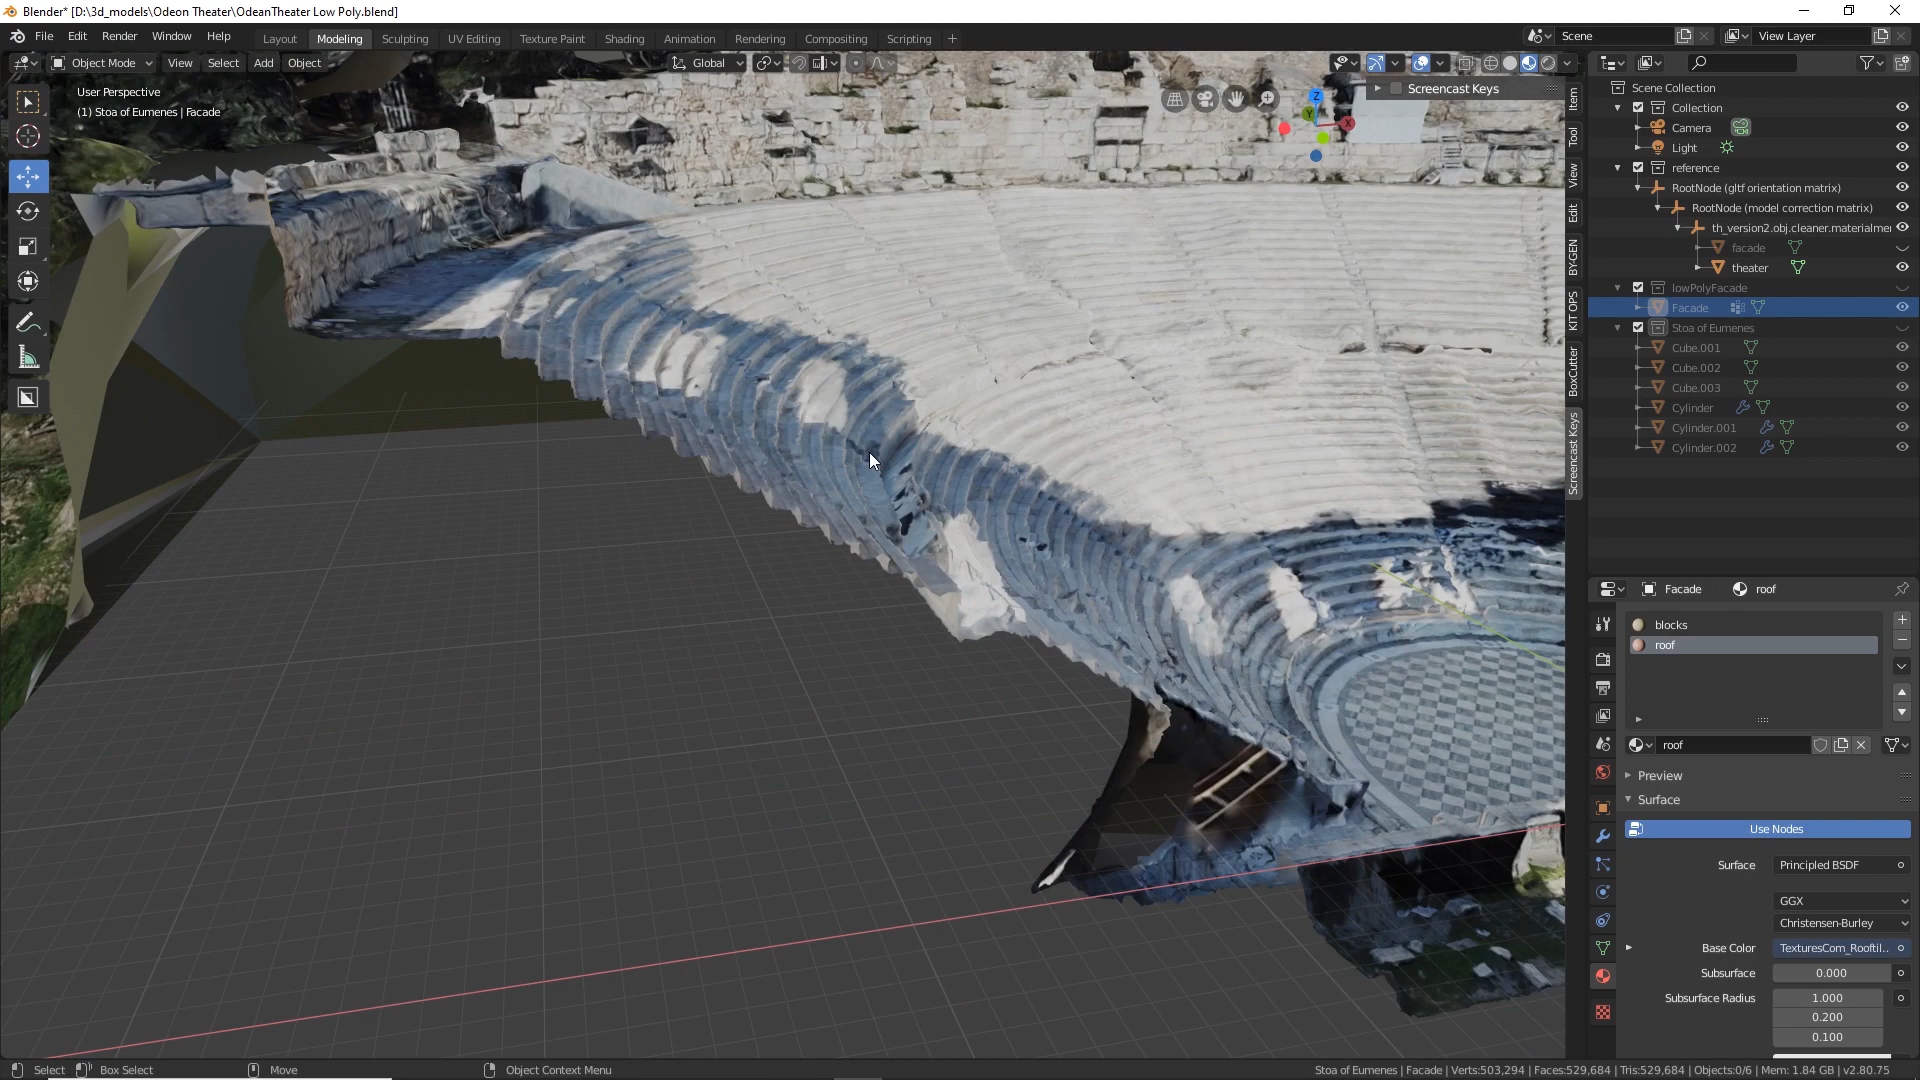 Blender* [D:\3d_models\Odeon Theater\OdeanTheater Low Poly.blend]
File Edit Render Window Help Layout Modeling Sculpting UV Editing Texture Paint Shading Animation Rendering Compositing Scripting Scene View Layer
Object Mode View Select Add Object Global
User Perspective
(1) Stoa of Eumenes | Facade
Screencast Keys
Z
Y
X
Item
Tool
View
Edit
BY-GEN
KIT OPS
BoxCutter
Screencast Keys
Scene Collection
Collection
Camera
Light
reference
RootNode (gltf orientation matrix)
RootNode (model correction matrix)
th_version2.obj.cleaner.materialme
facade
theater
lowPolyFacade
Facade
Stoa of Eumenes
Cube.001
Cube.002
Cube.003
Cylinder
Cylinder.001
Cylinder.002
Facade roof
blocks
roof
roof
Preview
Surface
Use Nodes
Surface Principled BSDF
GGX
Christensen-Burley
Base Color TexturesCom_Rooftil..
Subsurface 0.000
Subsurface Radius 1.000
0.200
0.100
Select Box Select Move Object Context Menu Stoa of Eumenes | Facade | Verts:503,294 | Faces:529,684 | Tris:529,684 | Objects:0/6 | Mem: 1.84 GB | v2.80.75